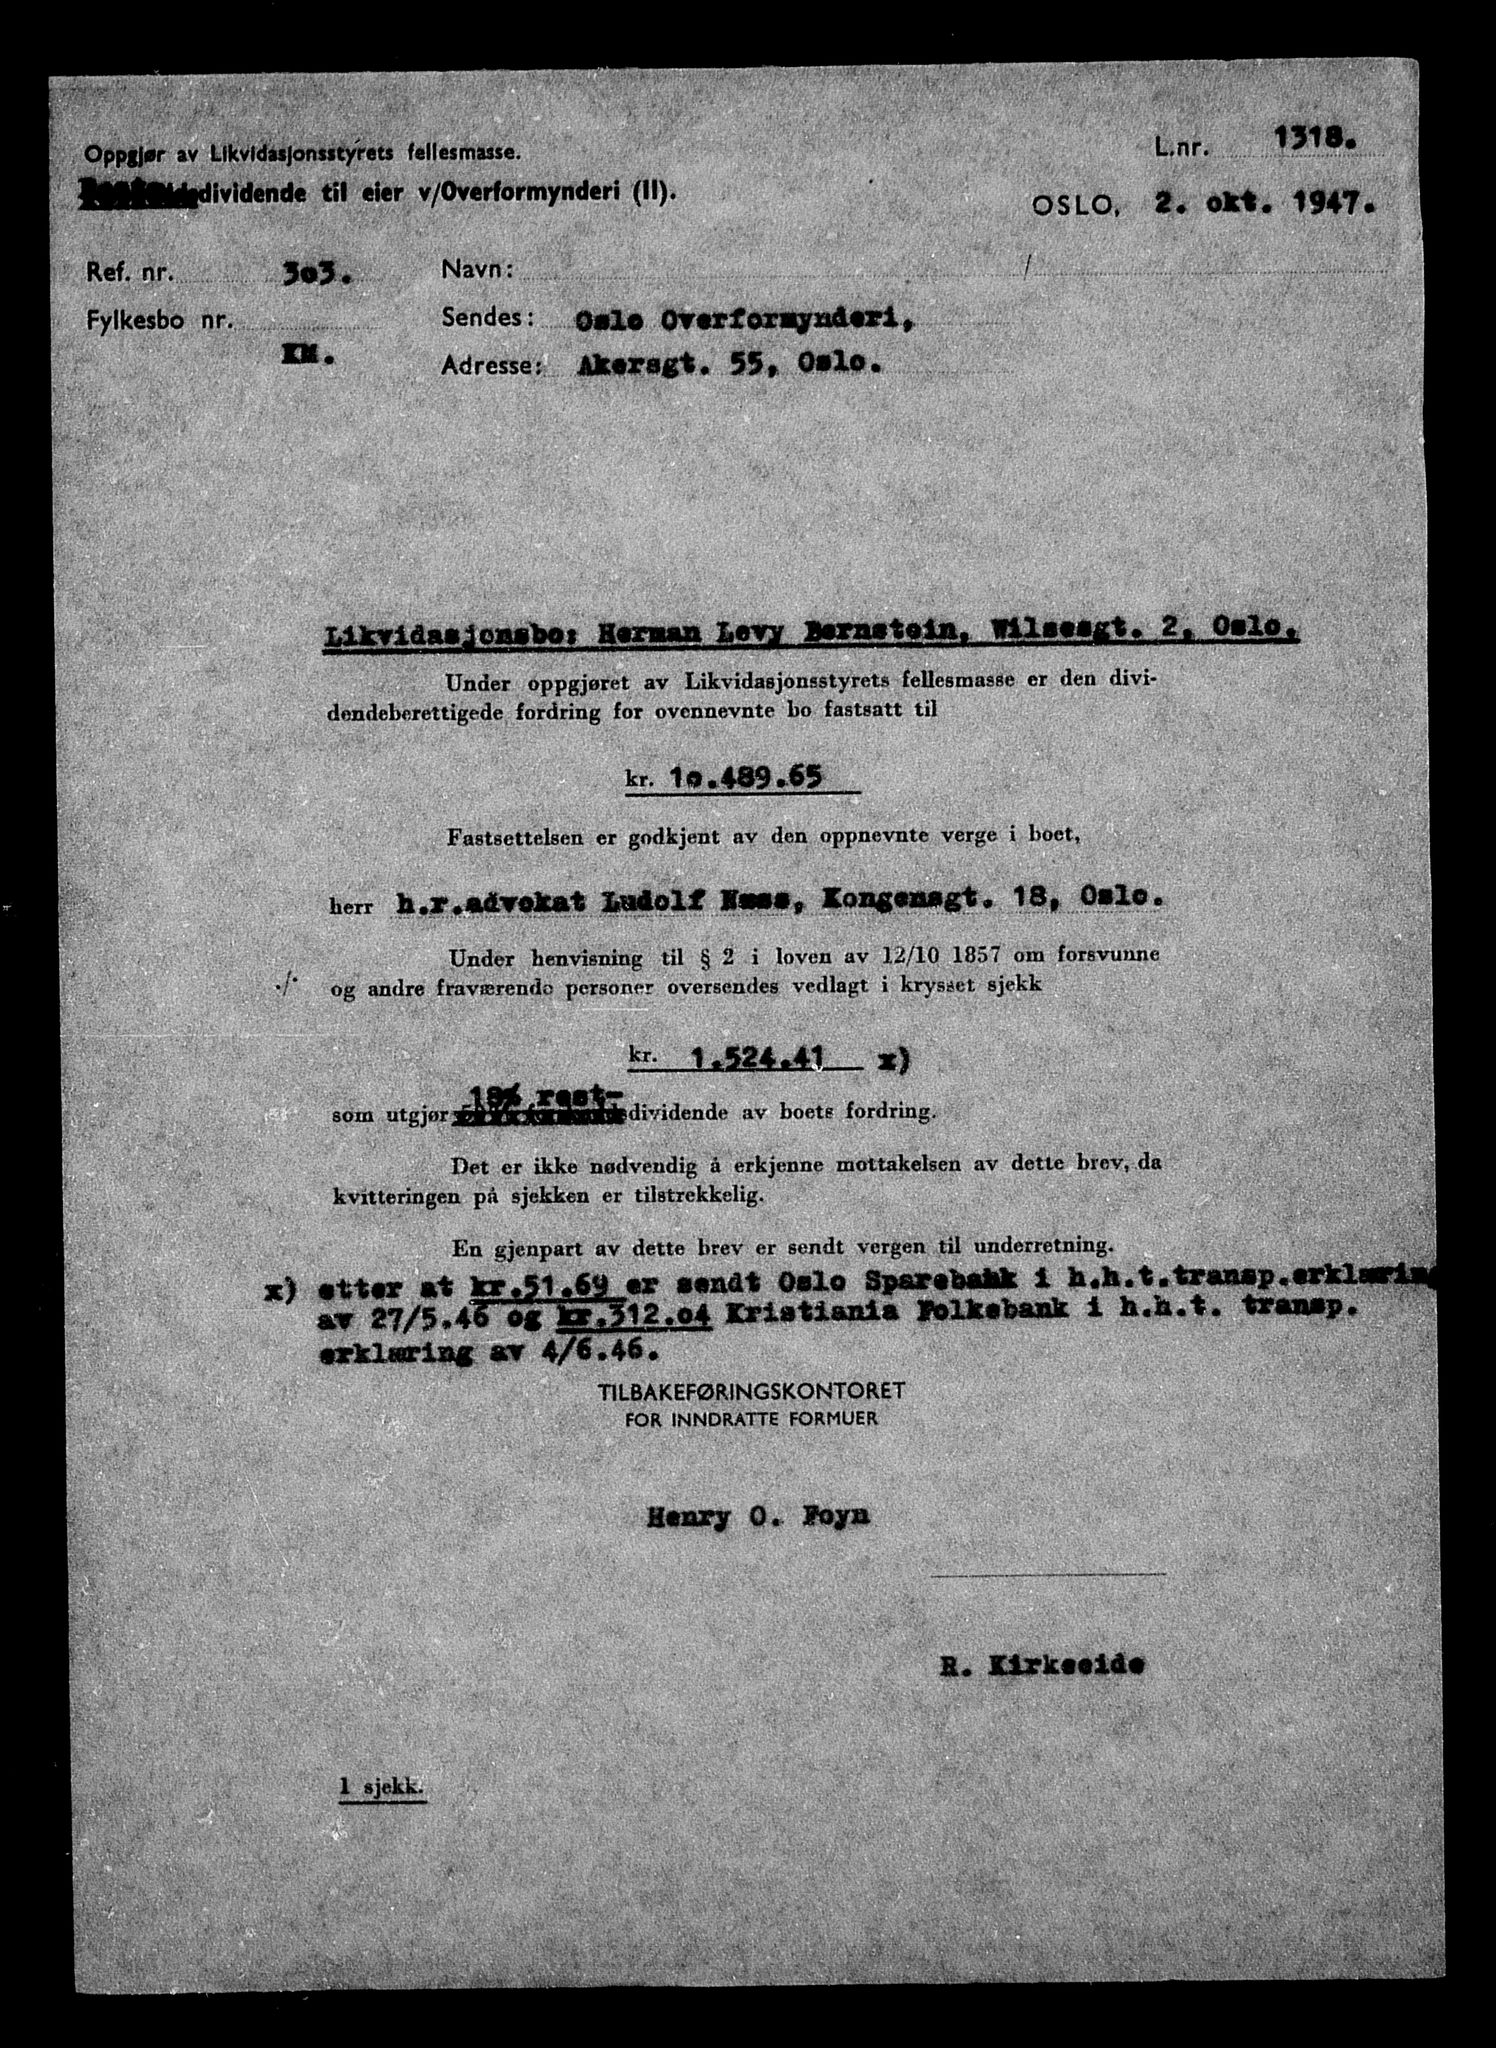 Oppgjør av Likvidasjonsstyrets fellesmasse.
L.nr. 1318.
dividende til eier v/Overformynderi (II).
OSLO, 2. okt. 1947.
Ref. nr. 303.
Navn:
Fylkesbo nr.
Sendes: Oslo Overformynderi,
KM.
Adresse: Akersgt. 55, Oslo.
Likvidasjonsbo: Herman Levy Bernstein, Wilsesgt. 2, Oslo.
Under oppgjøret av Likvidasjonsstyrets fellesmasse er den divi-
dendeberettigede fordring for ovennevnte bo fastsatt til
kr. 10.489.65
Fastsettelsen er godkjent av den oppnevnte verge i boet,
herr h.r.advokat Ludolf Næss, Kongensgt. 18, Oslo.
Under henvisning til § 2 i loven av 12/10 1857 om forsvunne
./. og andre fraværende personer oversendes vedlagt i krysset sjekk
kr. 1.524.41 x)
18% rest-
som utgjør dividende av boets fordring.
Det er ikke nødvendig å erkjenne mottakelsen av dette brev, da
kvitteringen på sjekken er tilstrekkelig.
En gjenpart av dette brev er sendt vergen til underretning.
x) etter at kr.51.69 er sendt Oslo Sparebank i h.h.t.transp.erklæring
av 27/5.46 og kr.312.04 Kristiania Folkebank i h.h.t. transp.
erklæring av 4/6.46.
TILBAKEFØRINGSKONTORET
FOR INNDRATTE FORMUER
Henry O. Foyn
R. Kirkeeide
1 sjekk.